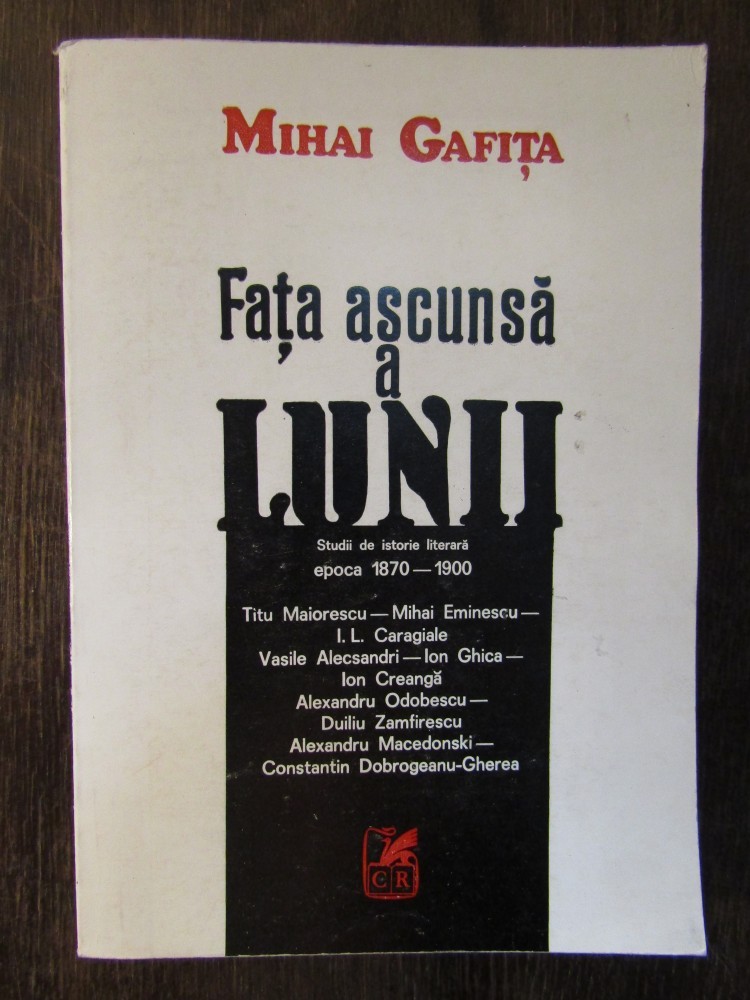 MIHAI GAFIȚA
Fața ascunsă
a
LUNII
Studii de istorie literară
epoca 1870 — 1900
Titu Maiorescu — Mihai Eminescu —
I. L. Caragiale
Vasile Alecsandri — Ion Ghica —
Ion Creangă
Alexandru Odobescu —
Duiliu Zamfirescu
Alexandru Macedonski —
Constantin Dobrogeanu-Gherea
C R